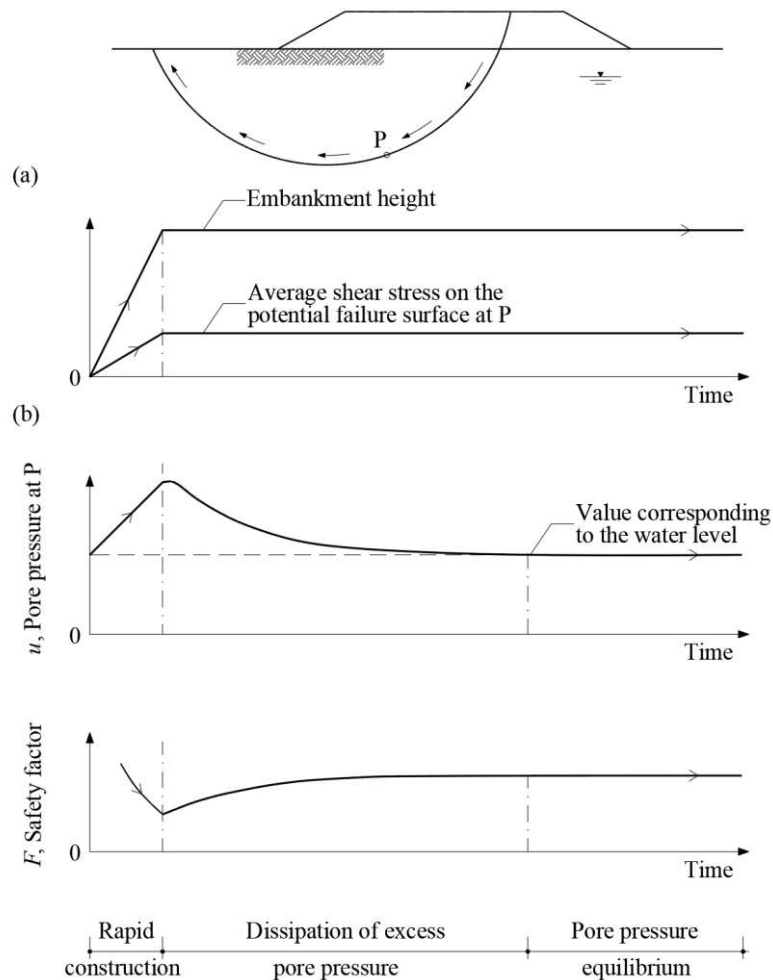 P
(a)
Embankment height
Average shear stress on the
potential failure surface at P
0
Time
(b)
u, Pore pressure at P
Value corresponding
to the water level
0
Time
F, Safety factor
0
Time
Rapid
construction
Dissipation of excess
pore pressure
Pore pressure
equilibrium